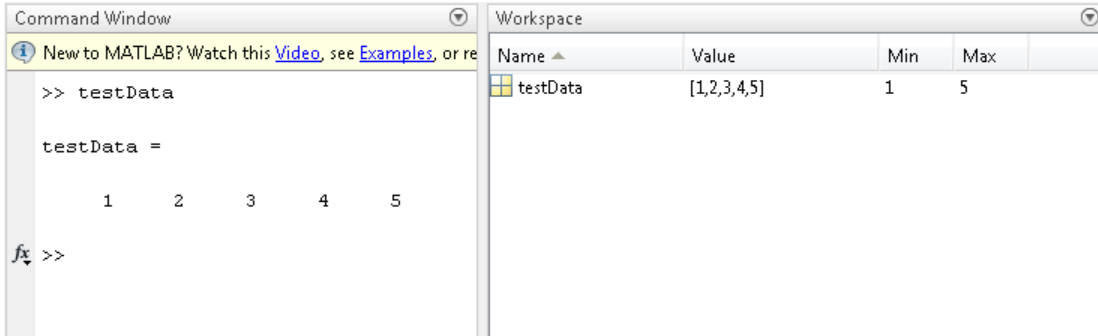 Command Window
New to MATLAB? Watch this Video, see Examples, or re
>> testData
testData =
1 2 3 4 5
fx >>
Workspace
Name Value Min Max
testData [1,2,3,4,5] 1 5